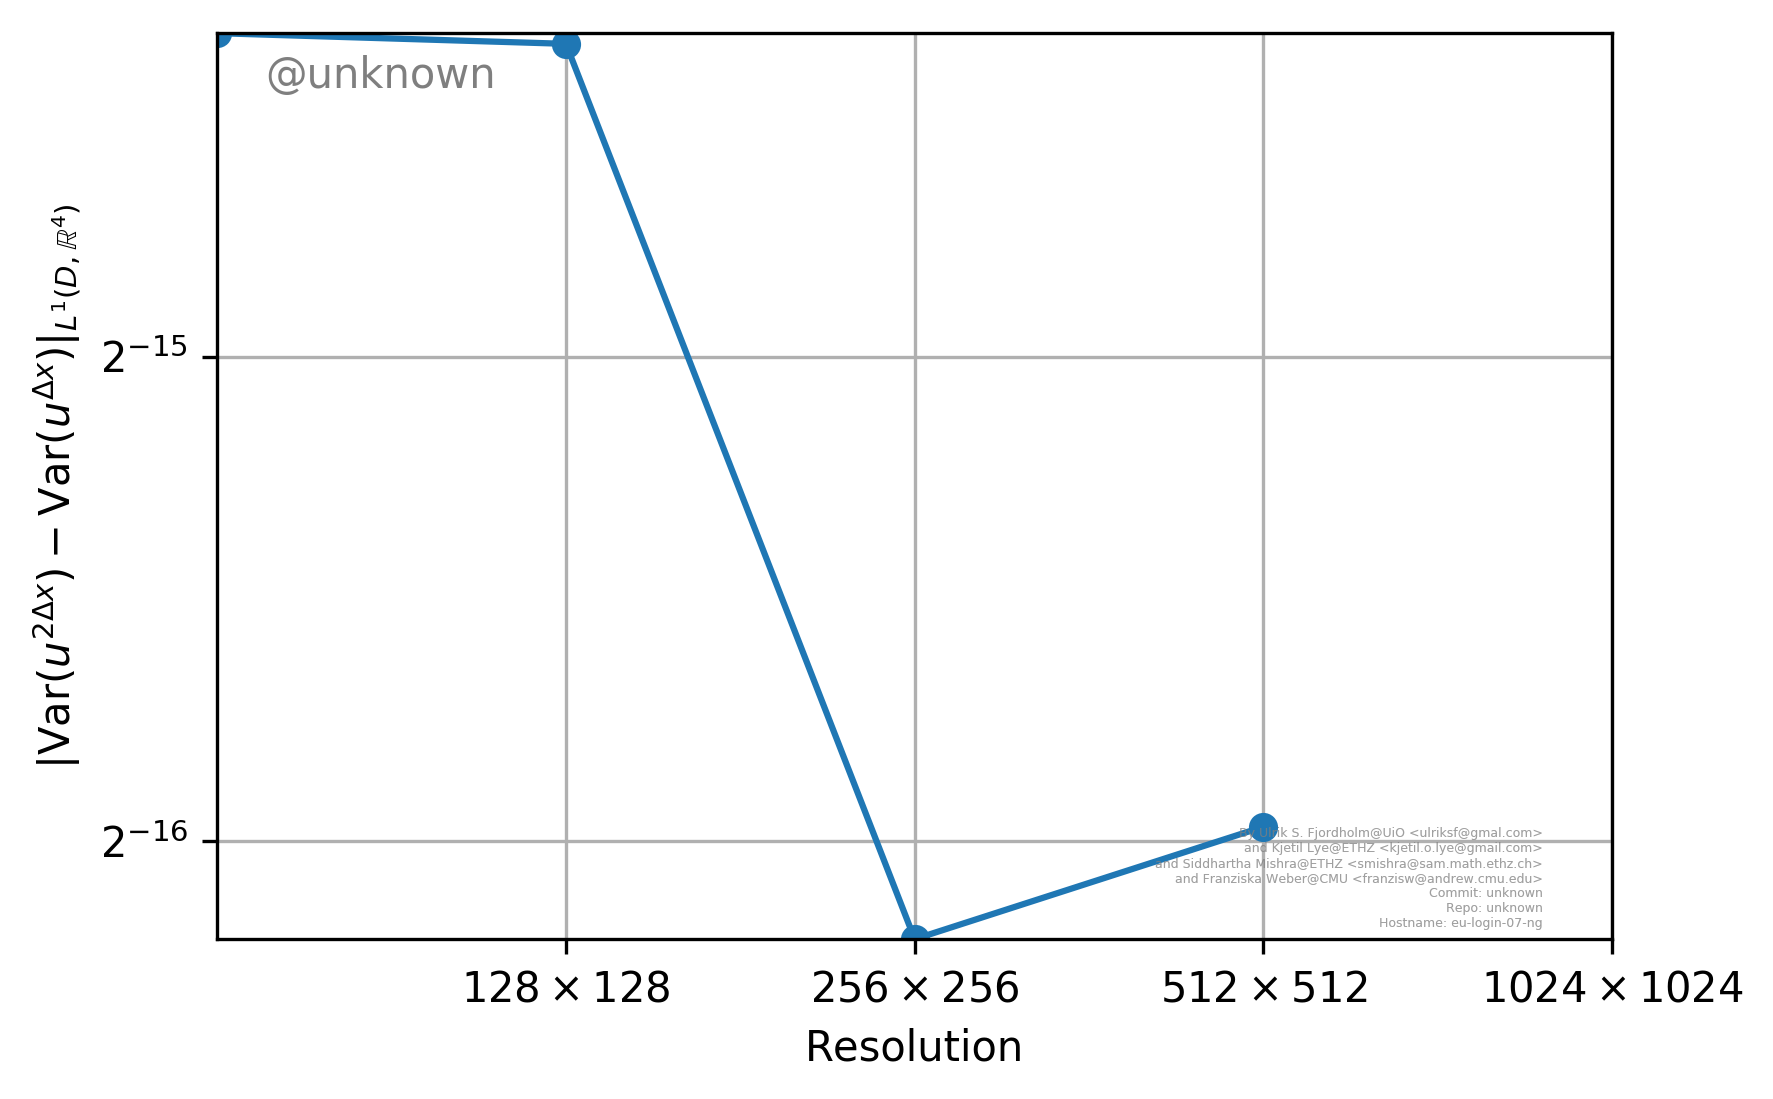 @unknown
|Var(u^{2Δx}) − Var(u^{Δx})|_{L^1(D, ℝ^4)}
2^{−15}
2^{−16}
By Ulrik S. Fjordholm@UiO <ulriksf@gmal.com>
and Kjetil Lye@ETHZ <kjetil.o.lye@gmail.com>
and Siddhartha Mishra@ETHZ <smishra@sam.math.ethz.ch>
and Franziska Weber@CMU <franzisw@andrew.cmu.edu>
Commit: unknown
Repo: unknown
Hostname: eu-login-07-ng
128 × 128 256 × 256 512 × 512 1024 × 1024
Resolution